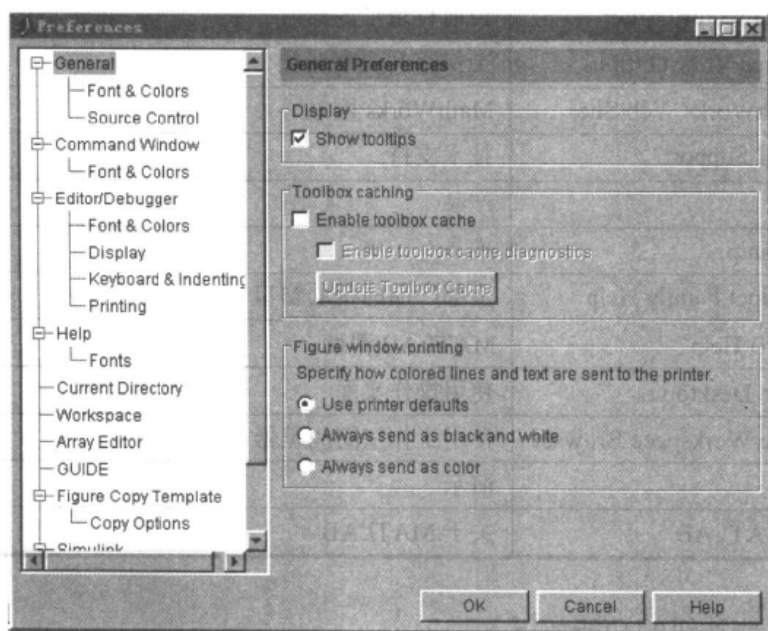 Preferences
General
Font & Colors
Source Control
Command Window
Font & Colors
Editor/Debugger
Font & Colors
Display
Keyboard & Indenting
Printing
Help
Fonts
Current Directory
Workspace
Array Editor
GUIDE
Figure Copy Template
Copy Options
Simulink
General Preferences
Display
Show tooltips
Toolbox caching
Enable toolbox cache
Enable toolbox cache diagnostics
Update Toolbox Cache
Figure window printing
Specify how colored lines and text are sent to the printer.
Use printer defaults
Always send as black and white
Always send as color
OK
Cancel
Help